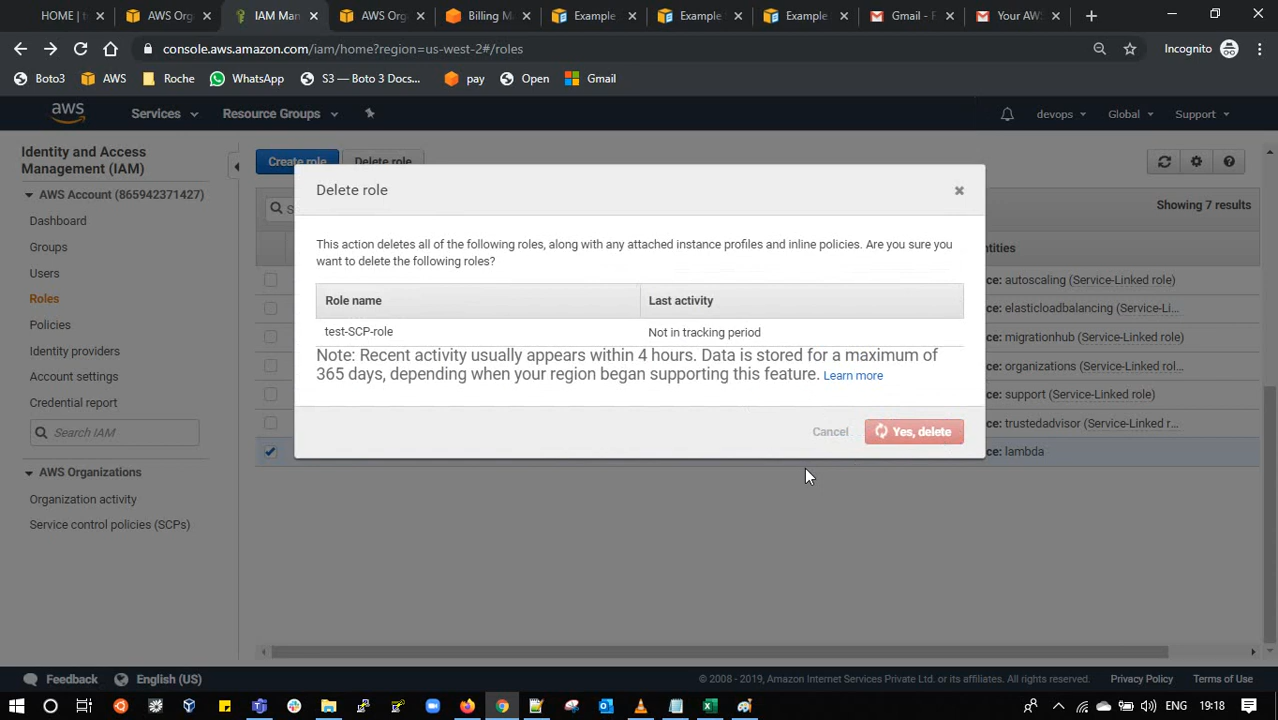 HOME | t
AWS Org
IAM Man
AWS Org
Billing M
Example
Example
Example
Gmail - R
Your AW
console.aws.amazon.com/iam/home?region=us-west-2#/roles
Incognito
Boto3
AWS
Roche
WhatsApp
S3 — Boto 3 Docs...
pay
Open
Gmail
aws
Services
Resource Groups
devops
Global
Support
Identity and Access
Management (IAM)
AWS Account (865942371427)
Dashboard
Groups
Users
Roles
Policies
Identity providers
Account settings
Credential report
Search IAM
AWS Organizations
Organization activity
Service control policies (SCPs)
Create role
Delete role
S
Showing 7 results
ntities
ce: autoscaling (Service-Linked role)
ce: elasticloadbalancing (Service-Li...
ce: migrationhub (Service-Linked role)
ce: organizations (Service-Linked rol...
ce: support (Service-Linked role)
ce: trustedadvisor (Service-Linked r...
ce: lambda
Delete role
This action deletes all of the following roles, along with any attached instance profiles and inline policies. Are you sure you
want to delete the following roles?
Role name
Last activity
test-SCP-role
Not in tracking period
Note: Recent activity usually appears within 4 hours. Data is stored for a maximum of
365 days, depending when your region began supporting this feature. Learn more
Cancel
Yes, delete
Feedback
English (US)
© 2008 - 2019, Amazon Internet Services Private Ltd. or its affiliates. All rights reserved.
Privacy Policy
Terms of Use
ENG
19:18